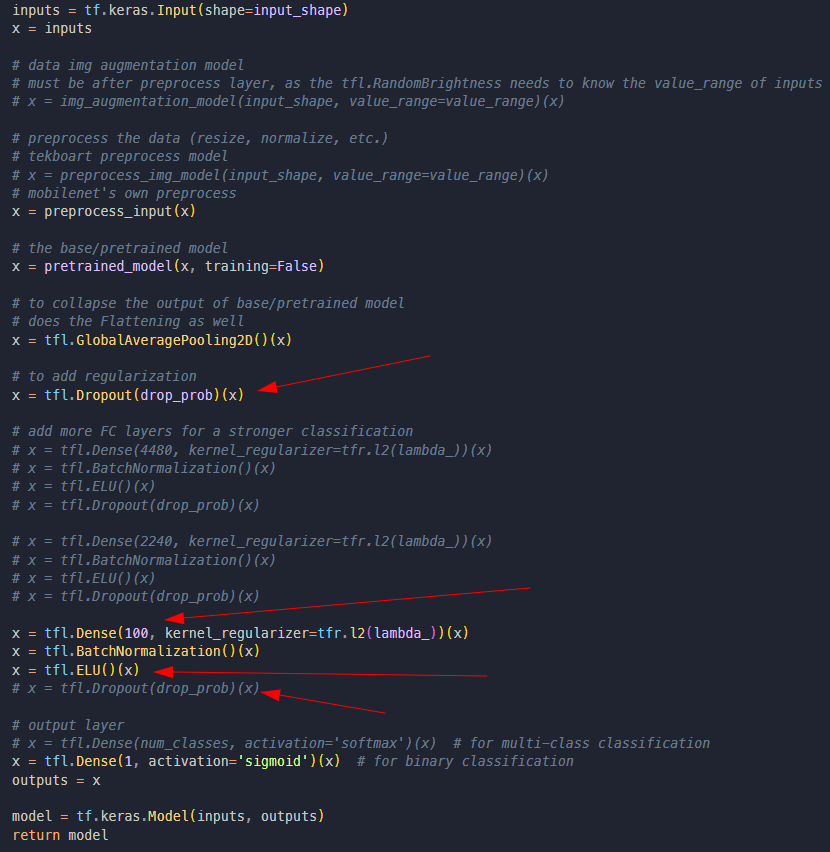 inputs = tf.keras.Input(shape=input_shape)
x = inputs
# data img augmentation model
# must be after preprocess layer, as the tfl.RandomBrightness needs to know the value_range of inputs
# x = img_augmentation_model(input_shape, value_range=value_range)(x)
# preprocess the data (resize, normalize, etc.)
# tekboart preprocess model
# x = preprocess_img_model(input_shape, value_range=value_range)(x)
# mobilenet's own preprocess
x = preprocess_input(x)
# the base/pretrained model
x = pretrained_model(x, training=False)
# to collapse the output of base/pretrained model
# does the Flattening as well
x = tfl.GlobalAveragePooling2D()(x)
# to add regularization
x = tfl.Dropout(drop_prob)(x)
# add more FC layers for a stronger classification
# x = tfl.Dense(4480, kernel_regularizer=tfr.l2(lambda_))(x)
# x = tfl.BatchNormalization()(x)
# x = tfl.ELU()(x)
# x = tfl.Dropout(drop_prob)(x)
# x = tfl.Dense(2240, kernel_regularizer=tfr.l2(lambda_))(x)
# x = tfl.BatchNormalization()(x)
# x = tfl.ELU()(x)
# x = tfl.Dropout(drop_prob)(x)
x = tfl.Dense(100, kernel_regularizer=tfr.l2(lambda_))(x)
x = tfl.BatchNormalization()(x)
x = tfl.ELU()(x)
# x = tfl.Dropout(drop_prob)(x)
# output layer
# x = tfl.Dense(num_classes, activation='softmax')(x)  # for multi-class classification
x = tfl.Dense(1, activation='sigmoid')(x)  # for binary classification
outputs = x
model = tf.keras.Model(inputs, outputs)
return model